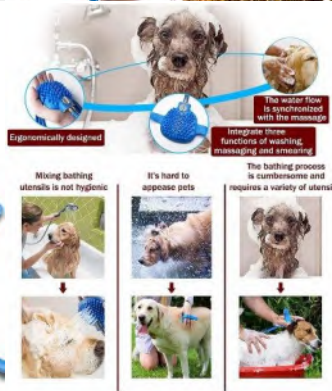 The water flow
is synchronized
with the massage
Ergonomically designed
Integrate three
functions of washing,
massaging and smearing
Mixing bathing
utensils is not hygienic
It's hard to
appease pets
The bathing process
is cumbersome and
requires a variety of utensi